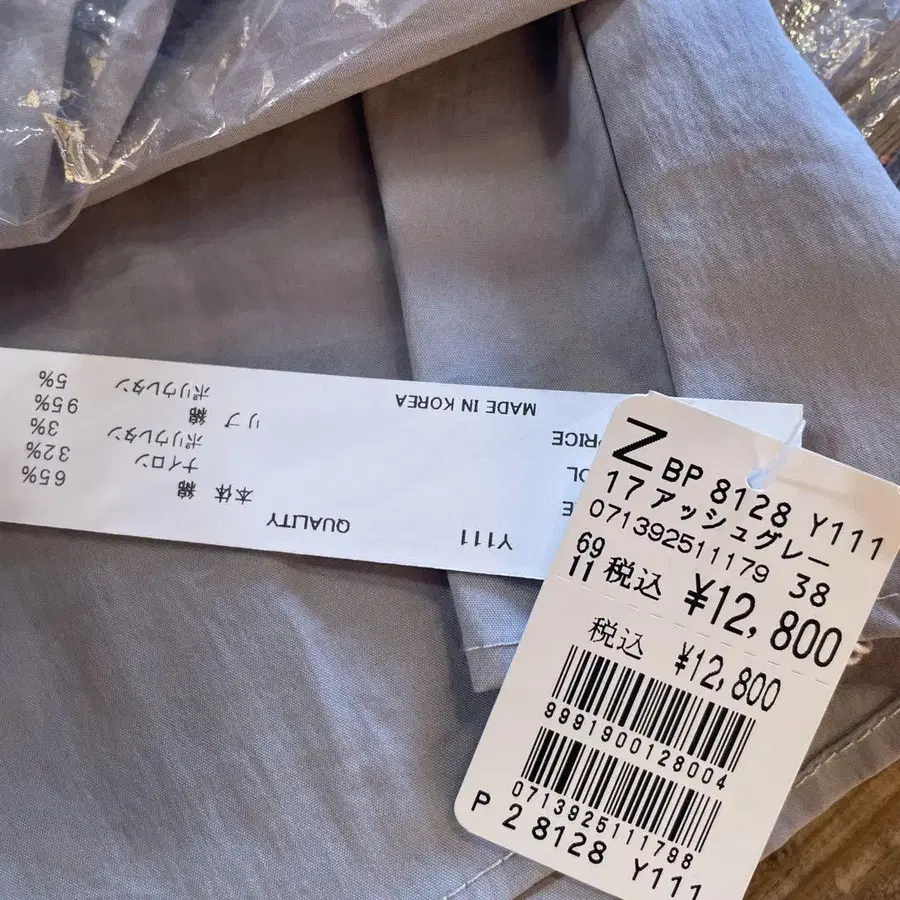 Z BP 8128 Y111
17 アッシュグレー
071392511179 38
69
11 税込 ¥12,800
税込 ¥12,800
9991900128004
0713925111798
P 2 8128 Y111
Y111
QUALITY
本体 綿 65%
ナイロン 32%
ポリウレタン 3%
リブ 綿 95%
ポリウレタン 5%
PRICE
MADE IN KOREA